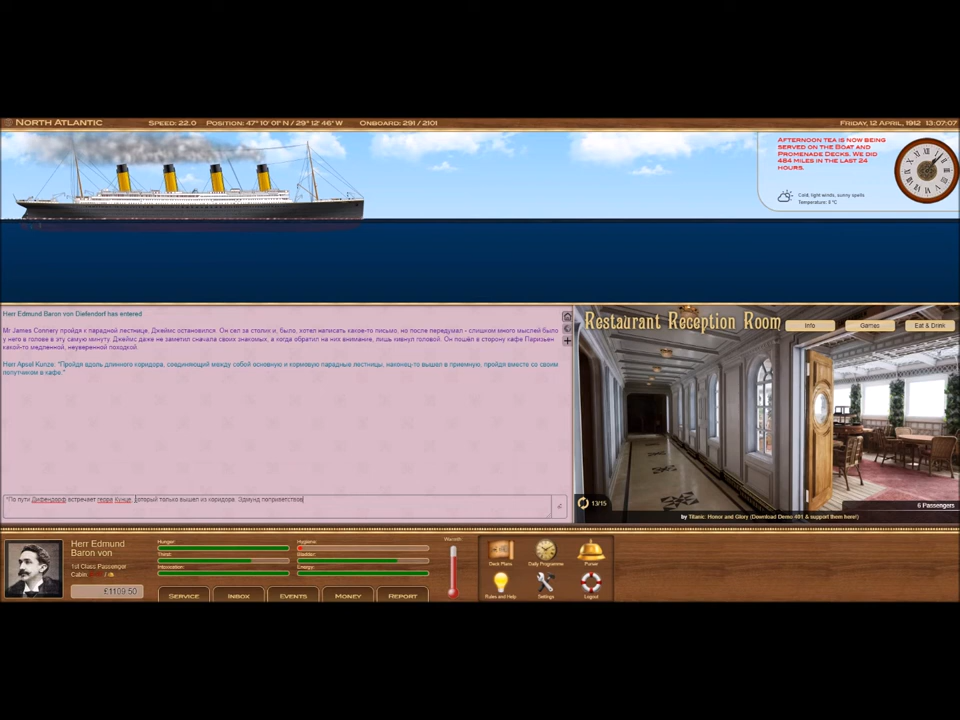 NORTH ATLANTIC
SPEED: 22.0 POSITION: 47° 10' 01" N / 29° 12' 46" W ONBOARD: 291 / 2101
FRIDAY, 12 APRIL, 1912 13:07:07
AFTERNOON TEA IS NOW BEING
SERVED ON THE BOAT AND
PROMENADE DECKS. WE DID
484 MILES IN THE LAST 24
HOURS.
Cold, light winds, sunny spells
Temperature: 8 °C
Herr Edmund Baron von Diefendorf has entered
Mr James Connery пройдя к парадной лестнице, Джеймс остановился. Он сел за столик и, было, хотел написать какое-то письмо, но после передумал - слишком много мыслей было
у него в голове в эту самую минуту. Джеймс даже не заметил сначала своих знакомых, а когда обратил на них внимание, лишь кивнул головой. Он пошёл в сторону кафе Паризьен
какой-то медленной, неуверенной походкой.
Herr Apsel Kunze: "Пройдя вдоль длинного коридора, соединяющий между собой основную и кормовую парадные лестницы, наконец-то вышел в приемную, пройдя вместе со своим
попутчиком в кафе."
*По пути Дифендорф встречает герра Кунце, который только вышел из коридора. Эдмунд поприветствов
Restaurant Reception Room
Info
Games
Eat & Drink
13/15
6 Passengers
by Titanic: Honor and Glory (Download Demo 401 & support them here!)
Herr Edmund
Baron von
1st Class Passenger
Cabin:
£1109.50
Hunger:
Thirst:
Intoxication:
Hygiene:
Bladder:
Energy:
Warmth:
SERVICE
INBOX
EVENTS
MONEY
REPORT
Deck Plans
Daily Programme
Purser
Rules and Help
Settings
Logout